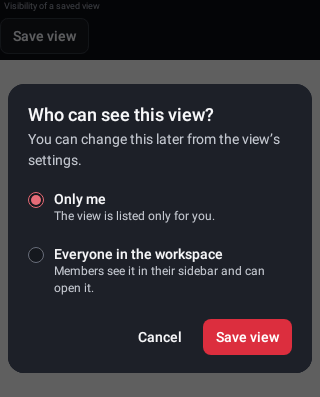 Visibility of a saved view
Save view
Who can see this view?
You can change this later from the view’s
settings.
Only me
The view is listed only for you.
Everyone in the workspace
Members see it in their sidebar and can
open it.
Cancel
Save view